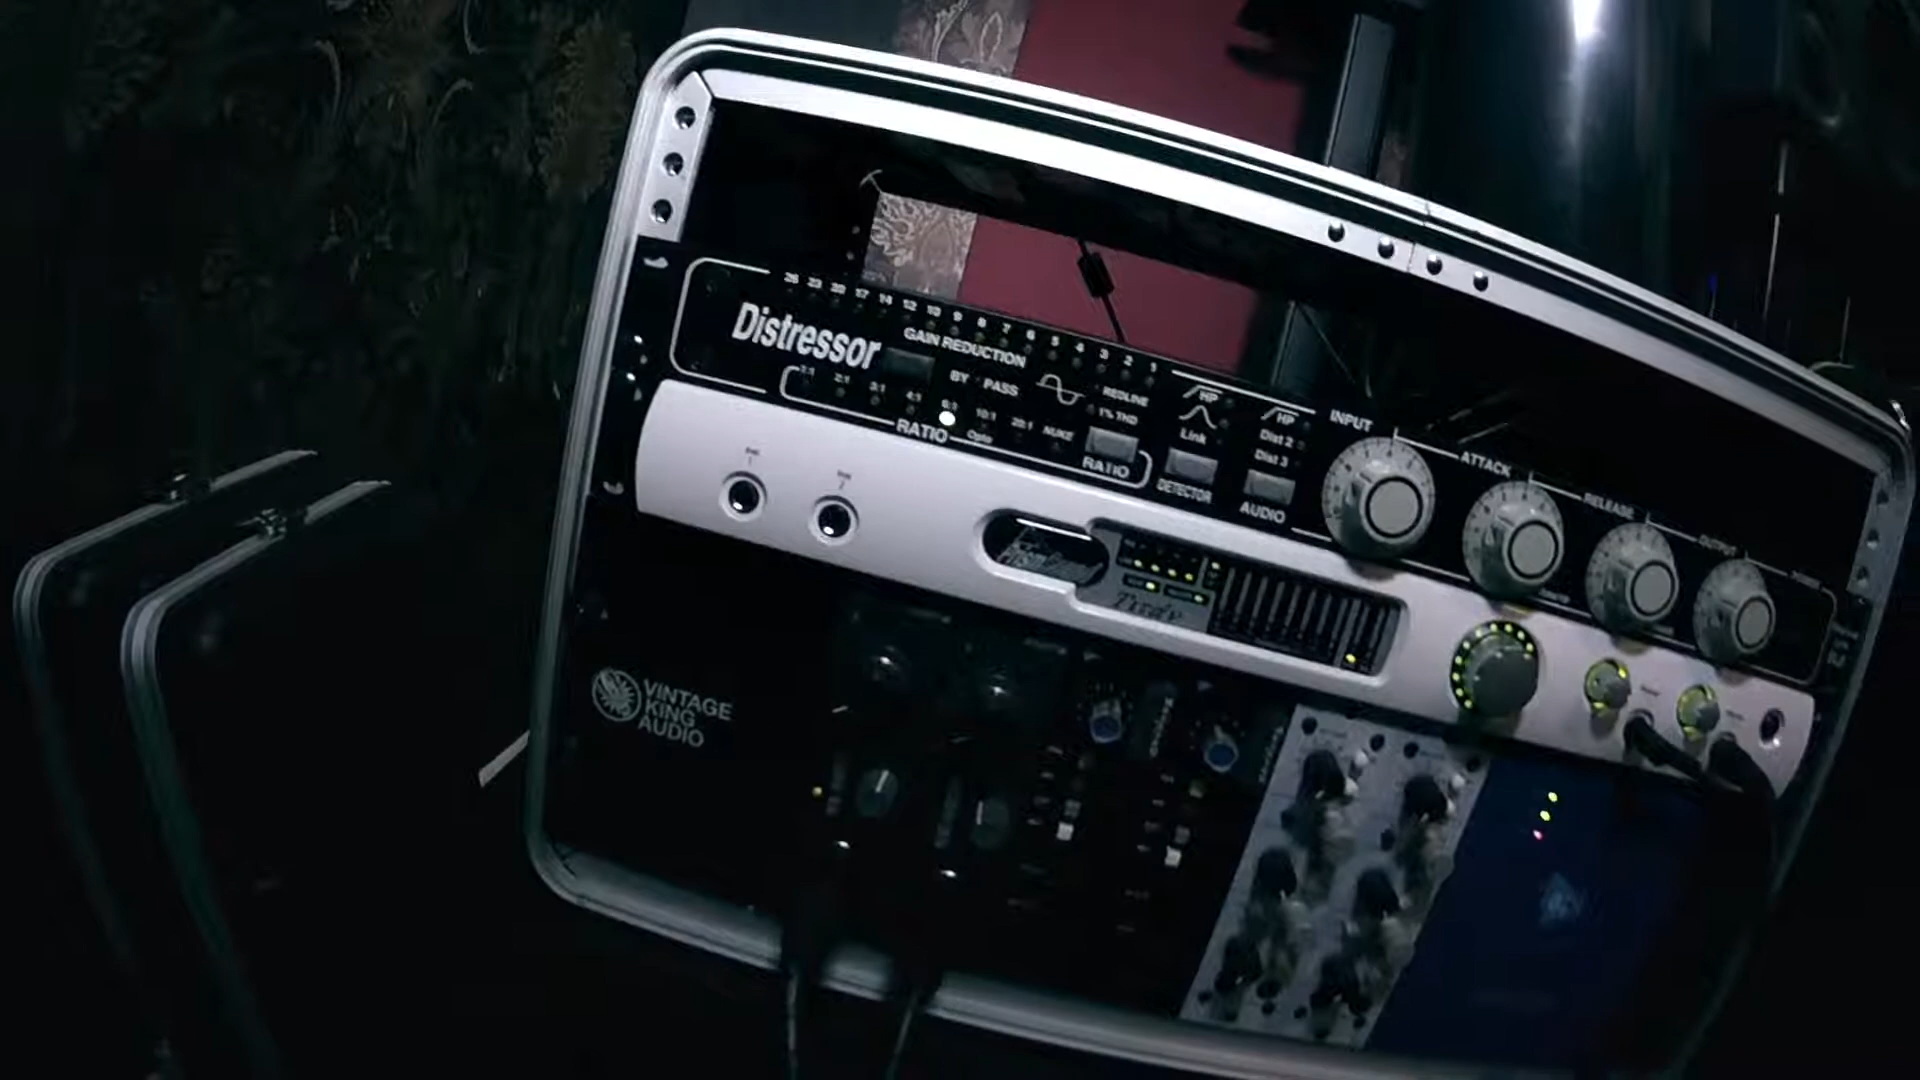 26 23 20 17 14 12 10 9 8 7 6 5 4 3 2 1
Distressor
GAIN REDUCTION
BY PASS
REDLINE
1% THD
1:1 2:1 3:1 4:1 6:1 10:1 20:1 NUKE
Opto
RATIO
RATIO
HP
Link
DETECTOR
HP
Dist 2
Dist 3
AUDIO
INPUT
ATTACK
RELEASE
OUTPUT
VINTAGE
KING
AUDIO